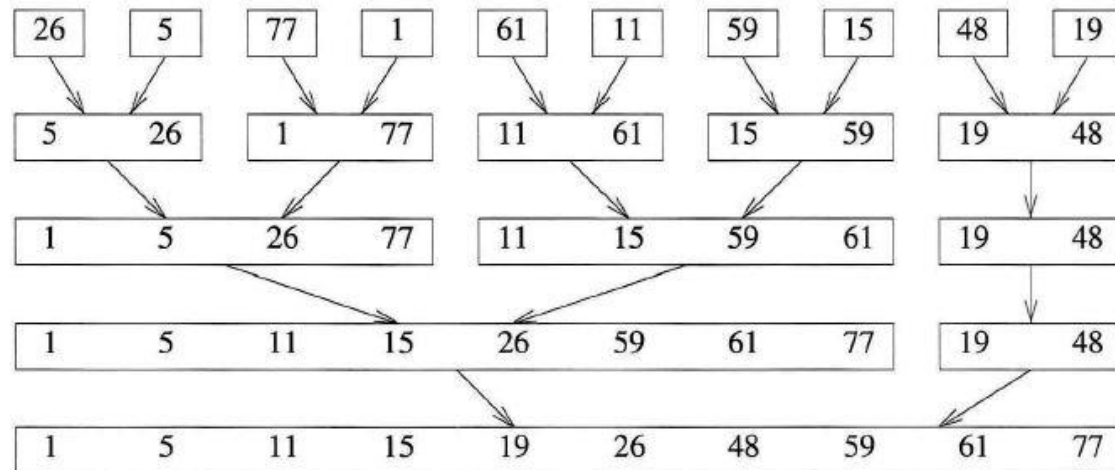 26 5 77 1 61 11 59 15 48 19
5 26 1 77 11 61 15 59 19 48
1 5 26 77 11 15 59 61 19 48
1 5 11 15 26 59 61 77 19 48
1 5 11 15 19 26 48 59 61 77